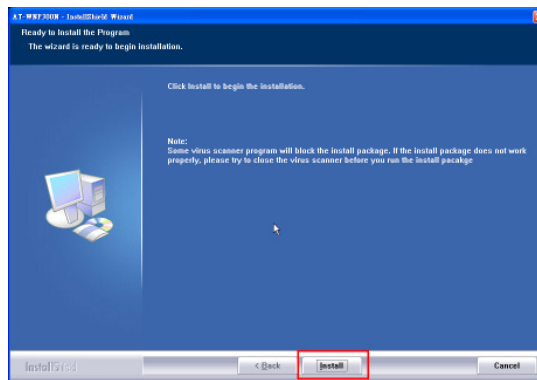 AT-WNP300N - InstallShield Wizard
Ready to Install the Program
The wizard is ready to begin installation.
Click Install to begin the installation.
Note:
Some virus scanner program will block the install package. If the install package does not work
properly, please try to close the virus scanner before you run the install pacakge
InstallShield
< Back
Install
Cancel